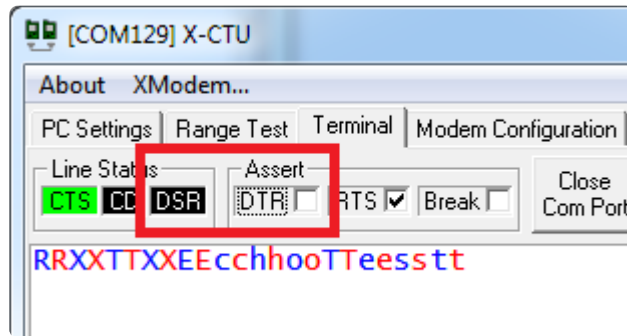 [COM129] X-CTU
About XModem...
PC Settings Range Test Terminal Modem Configuration
Line Status Assert
CTS CD DSR DTR RTS Break Close
Com Port
RRXXTTXXEEcchhooTTeesstt